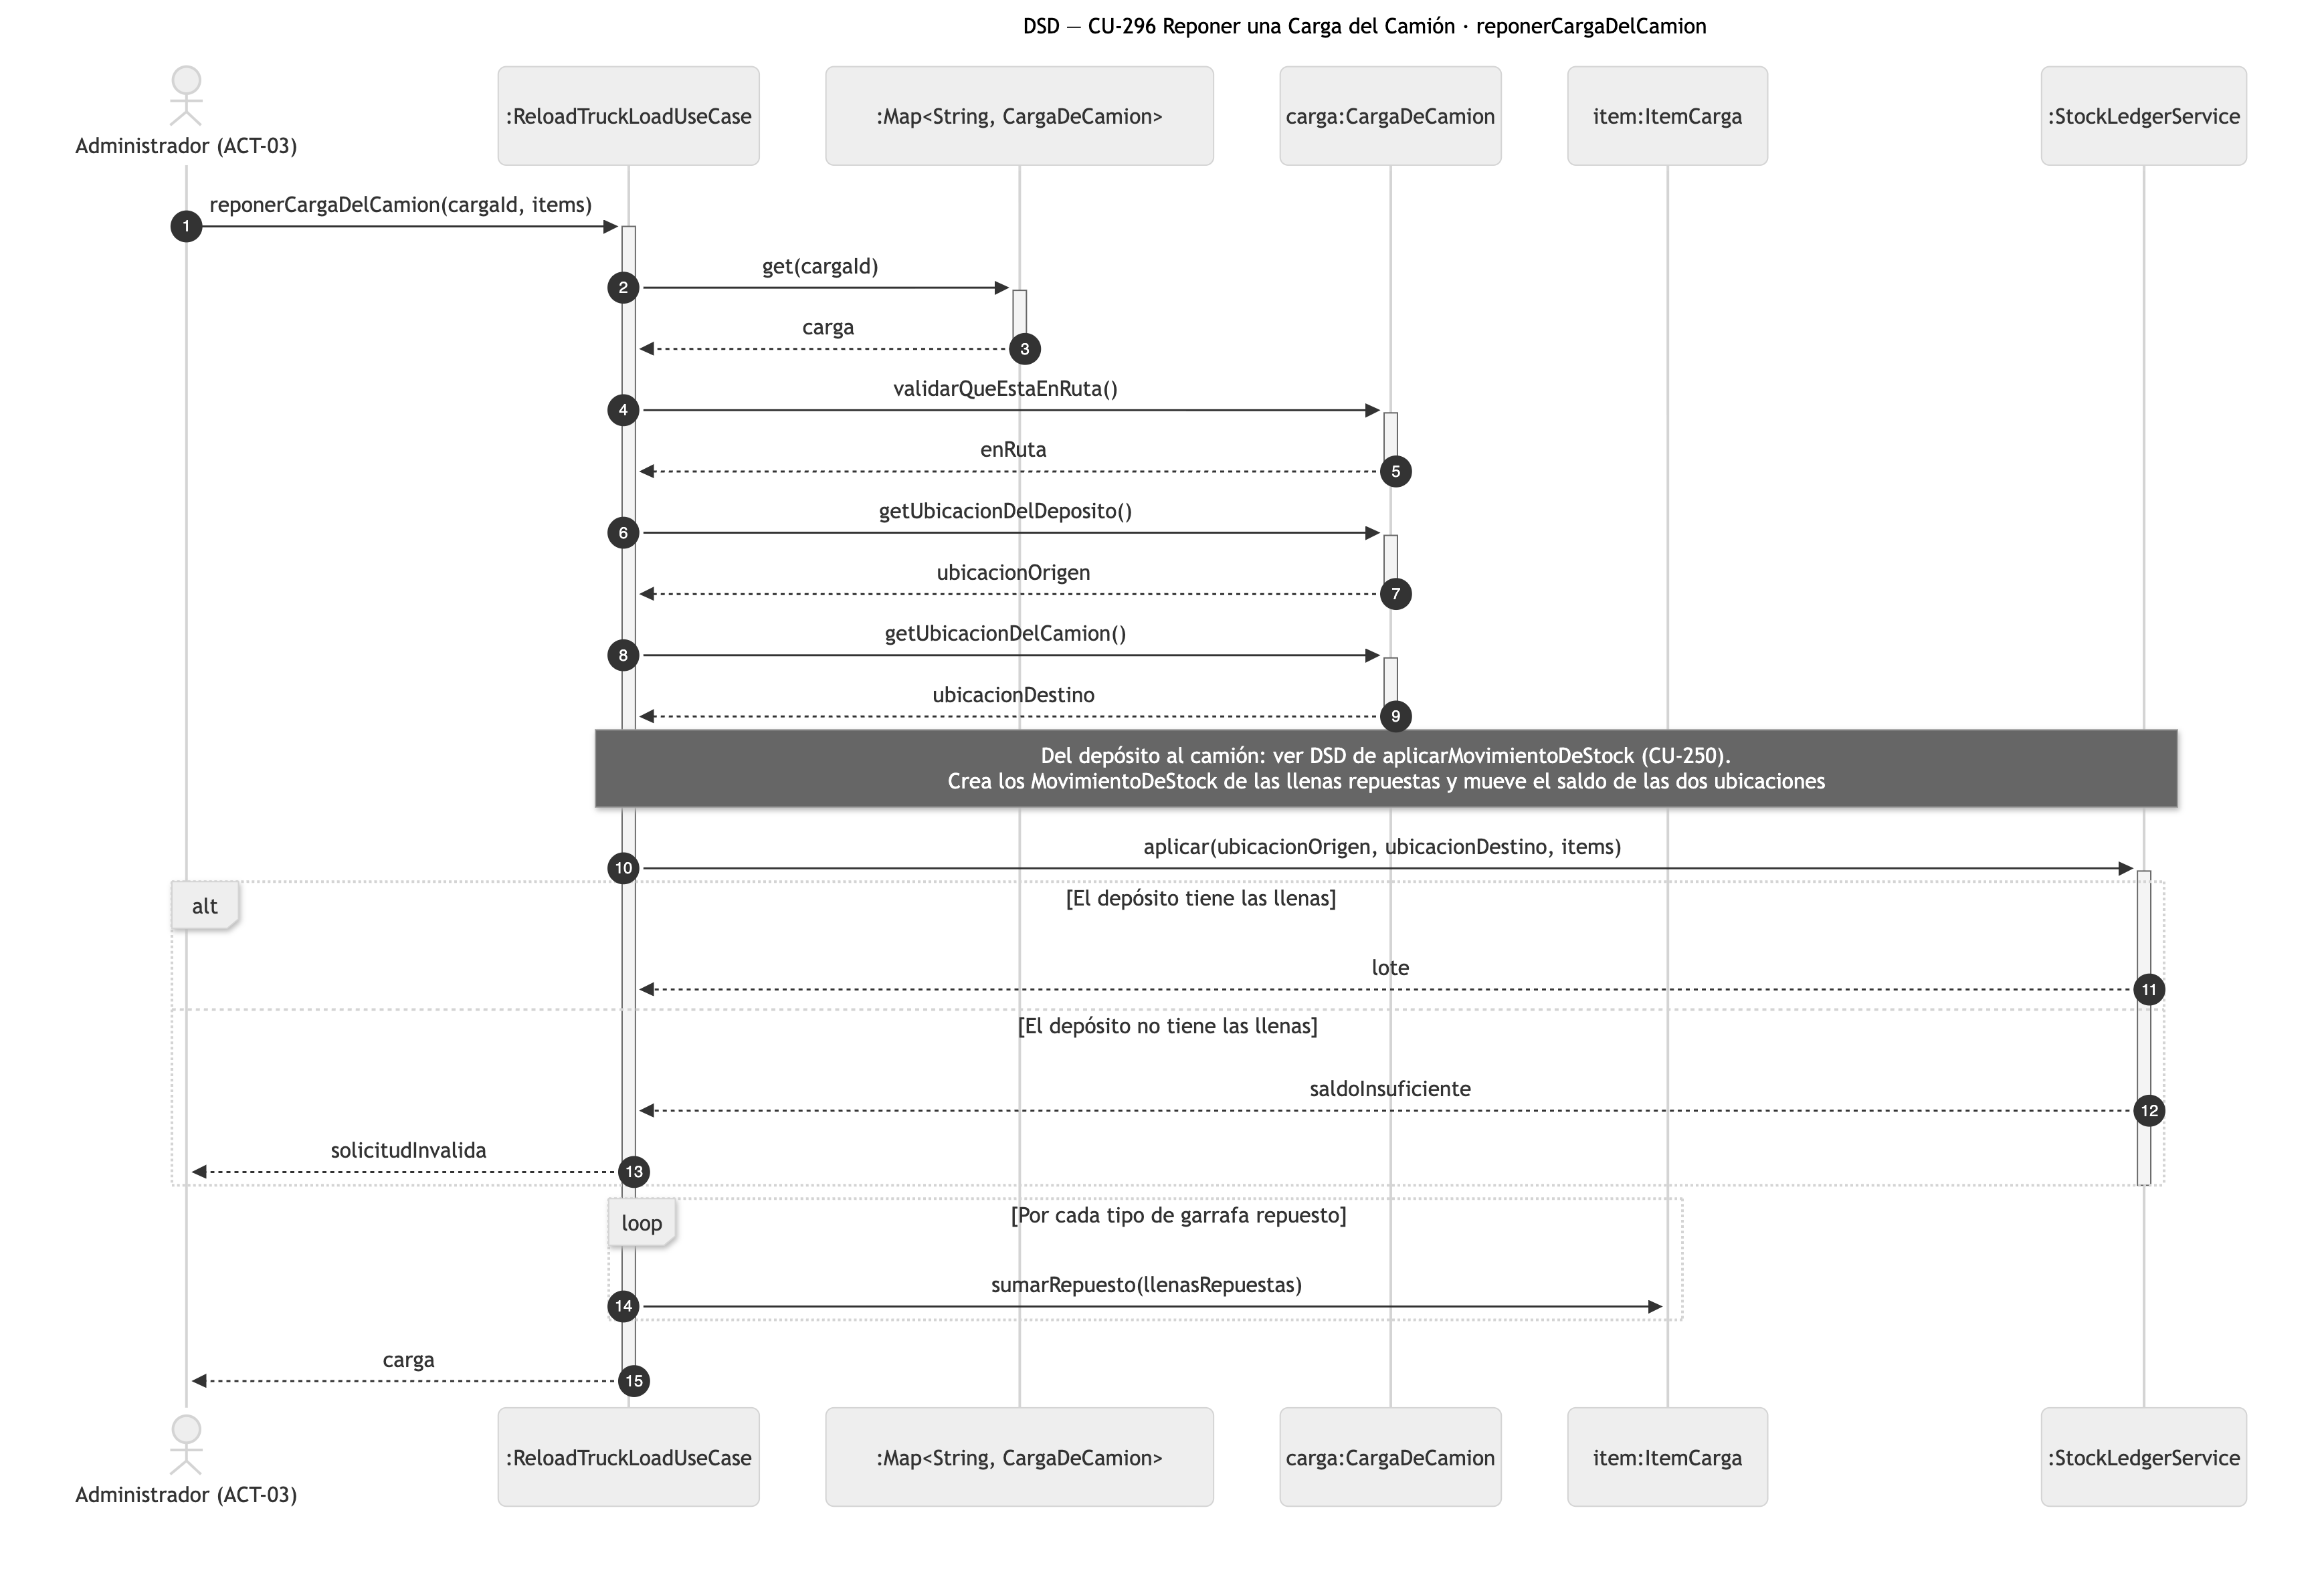 DSD — CU-296 Reponer una Carga del Camión · reponerCargaDelCamion
Administrador (ACT-03)
:ReloadTruckLoadUseCase
:Map<String, CargaDeCamion>
carga:CargaDeCamion
item:ItemCarga
:StockLedgerService
reponerCargaDelCamion(cargaId, items)
1
get(cargaId)
2
carga
3
validarQueEstaEnRuta()
4
enRuta
5
getUbicacionDelDeposito()
6
ubicacionOrigen
7
getUbicacionDelCamion()
8
ubicacionDestino
9
Del depósito al camión: ver DSD de aplicarMovimientoDeStock (CU-250).
Crea los MovimientoDeStock de las llenas repuestas y mueve el saldo de las dos ubicaciones
aplicar(ubicacionOrigen, ubicacionDestino, items)
10
alt
[El depósito tiene las llenas]
lote
11
[El depósito no tiene las llenas]
saldoInsuficiente
12
solicitudInvalida
13
loop
[Por cada tipo de garrafa repuesto]
sumarRepuesto(llenasRepuestas)
14
carga
15
Administrador (ACT-03)
:ReloadTruckLoadUseCase
:Map<String, CargaDeCamion>
carga:CargaDeCamion
item:ItemCarga
:StockLedgerService